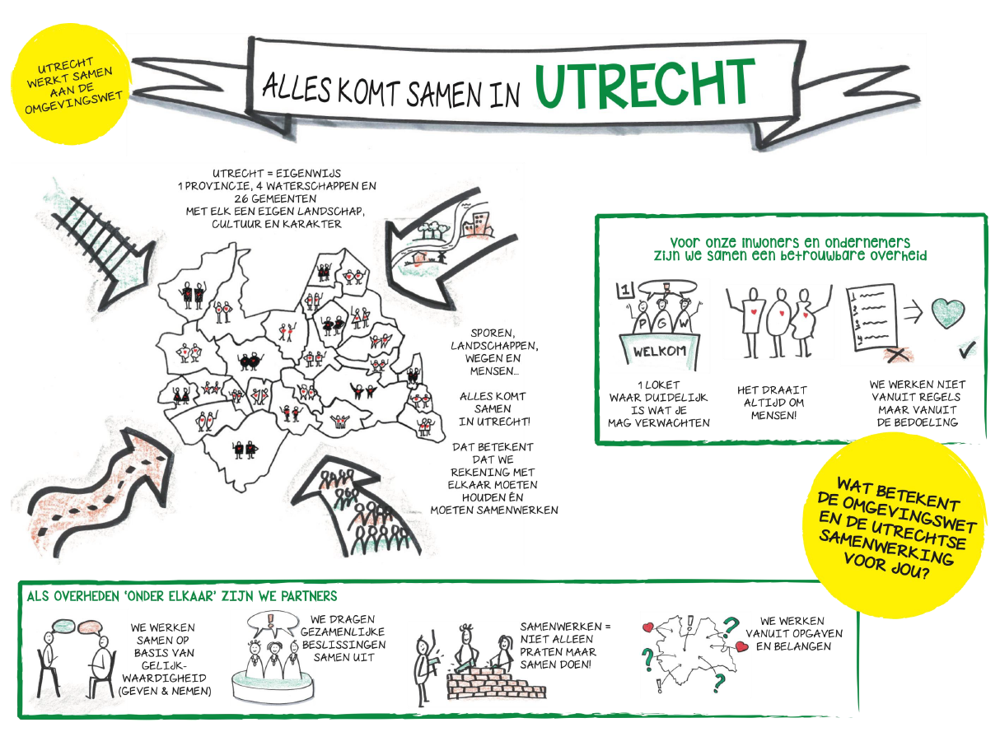 UTRECHT
WERKT SAMEN
AAN DE
OMGEVINGSWET
ALLES KOMT SAMEN IN UTRECHT
UTRECHT = EIGENWIJS
1 PROVINCIE, 4 WATERSCHAPPEN EN
26 GEMEENTEN
MET ELK EEN EIGEN LANDSCHAP,
CULTUUR EN KARAKTER
SPOREN,
LANDSCHAPPEN,
WEGEN EN
MENSEN...
ALLES KOMT
SAMEN
IN UTRECHT!
DAT BETEKENT
DAT WE
REKENING MET
ELKAAR MOETEN
HOUDEN ÉN
MOETEN SAMENWERKEN
Voor onze inwoners en ondernemers
zijn we samen een betrouwbare overheid
1
!
P G W
WELKOM
1 LOKET
WAAR DUIDELIJK
IS WAT JE
MAG VERWACHTEN
HET DRAAIT
ALTIJD OM
MENSEN!
WE WERKEN NIET
VANUIT REGELS
MAAR VANUIT
DE BEDOELING
WAT BETEKENT
DE OMGEVINGSWET
EN DE UTRECHTSE
SAMENWERKING
VOOR JOU?
ALS OVERHEDEN 'ONDER ELKAAR' ZIJN WE PARTNERS
WE WERKEN
SAMEN OP
BASIS VAN
GELIJK-
WAARDIGHEID
(GEVEN & NEMEN)
!
WE DRAGEN
GEZAMENLIJKE
BESLISSINGEN
SAMEN UIT
SAMENWERKEN =
NIET ALLEEN
PRATEN MAAR
SAMEN DOEN!
! ?
?
! ?
WE WERKEN
VANUIT OPGAVEN
EN BELANGEN